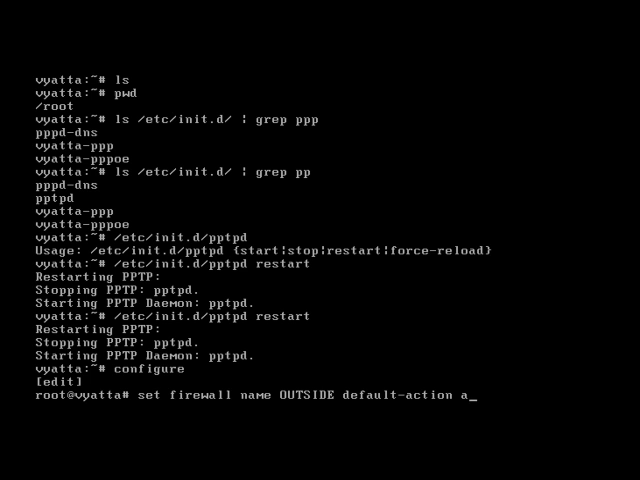 vyatta:~# ls
vyatta:~# pwd
/root
vyatta:~# ls /etc/init.d/ | grep ppp
pppd-dns
vyatta-ppp
vyatta-pppoe
vyatta:~# ls /etc/init.d/ | grep pp
pppd-dns
pptpd
vyatta-ppp
vyatta-pppoe
vyatta:~# /etc/init.d/pptpd
Usage: /etc/init.d/pptpd {start|stop|restart|force-reload}
vyatta:~# /etc/init.d/pptpd restart
Restarting PPTP:
Stopping PPTP: pptpd.
Starting PPTP Daemon: pptpd.
vyatta:~# /etc/init.d/pptpd restart
Restarting PPTP:
Stopping PPTP: pptpd.
Starting PPTP Daemon: pptpd.
vyatta:~# configure
[edit]
root@vyatta# set firewall name OUTSIDE default-action a_